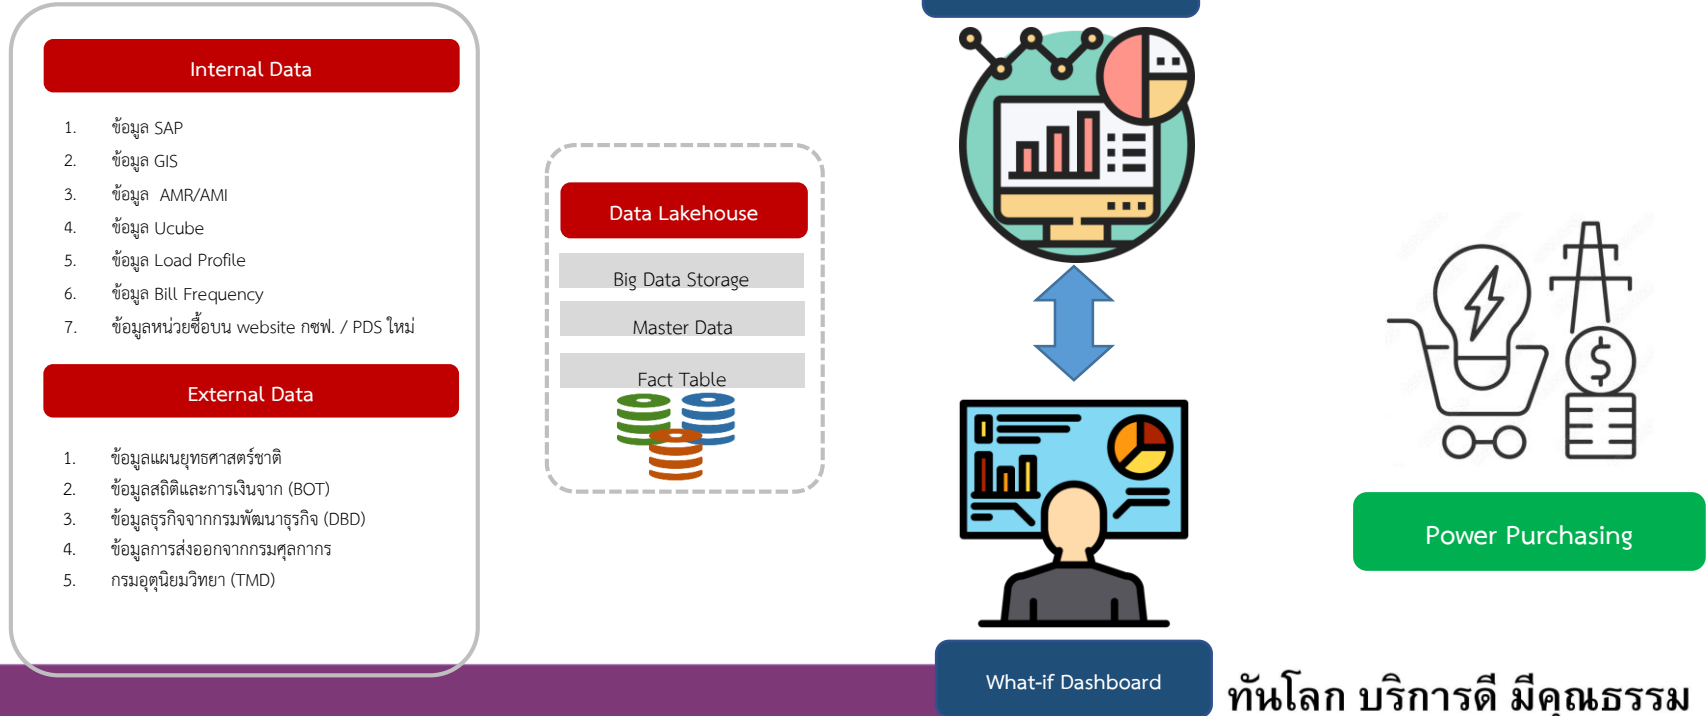 Internal Data
1. ข้อมูล SAP
2. ข้อมูล GIS
3. ข้อมูล AMR/AMI
4. ข้อมูล Ucube
5. ข้อมูล Load Profile
6. ข้อมูล Bill Frequency
7. ข้อมูลหน่วยซื้อบน website กซฟ. / PDS ใหม่
External Data
1. ข้อมูลแผนยุทธศาสตร์ชาติ
2. ข้อมูลสถิติและการเงินจาก (BOT)
3. ข้อมูลธุรกิจจากกรมพัฒนาธุรกิจ (DBD)
4. ข้อมูลการส่งออกจากกรมศุลกากร
5. กรมอุตุนิยมวิทยา (TMD)
Data Lakehouse
Big Data Storage
Master Data
Fact Table
What-if Dashboard
Power Purchasing
ทันโลก บริการดี มีคุณธรรม